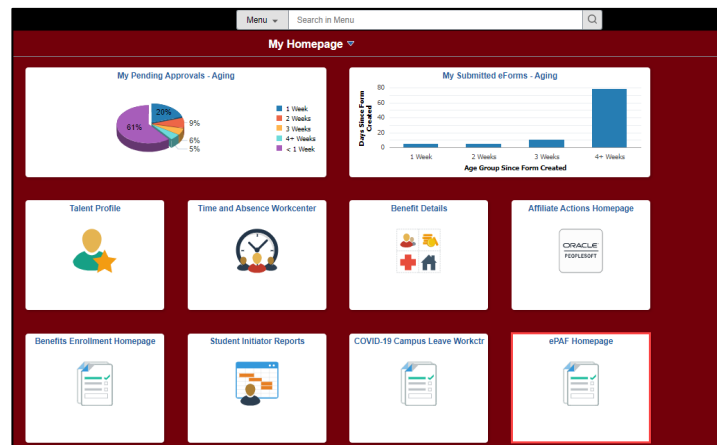 Menu
Search in Menu
My Homepage
My Pending Approvals - Aging
20%
9%
6%
5%
61%
1 Week
2 Weeks
3 Weeks
4+ Weeks
< 1 Week
My Submitted eForms - Aging
Days Since Form
Created
80
60
40
20
0
1 Week
2 Weeks
3 Weeks
4+ Weeks
Age Group Since Form Created
Talent Profile
Time and Absence Workcenter
Benefit Details
Affiliate Actions Homepage
ORACLE
PEOPLESOFT
Benefits Enrollment Homepage
Student Initiator Reports
COVID-19 Campus Leave Workctr
ePAF Homepage